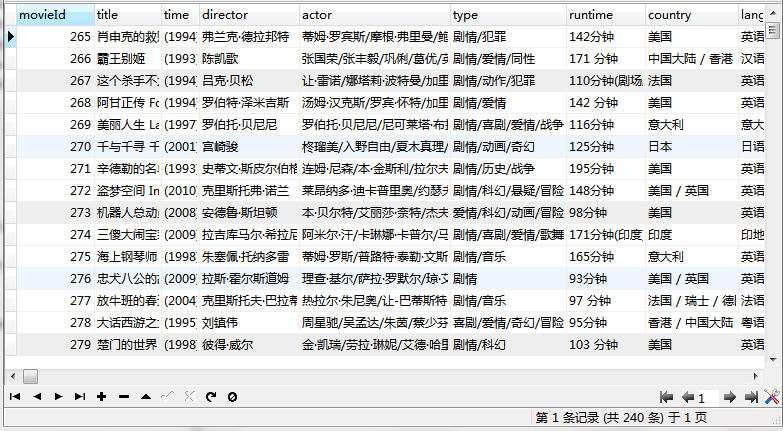 movieId title time director actor type runtime country lang
265 肖申克的救 (1994 弗兰克·德拉邦特 蒂姆·罗宾斯/摩根·弗里曼/鲍 剧情/犯罪 142分钟 美国 英语
266 霸王别姬 (1993 陈凯歌 张国荣/张丰毅/巩俐/葛优/英 剧情/爱情/同性 171 分钟 中国大陆 / 香港 汉语
267 这个杀手不 (1994 吕克·贝松 让·雷诺/娜塔莉·波特曼/加里 剧情/动作/犯罪 110分钟(剧场 法国 英语
268 阿甘正传 Fo (1994 罗伯特·泽米吉斯 汤姆·汉克斯/罗宾·怀特/加里 剧情/爱情 142 分钟 美国 英语
269 美丽人生 La (1997 罗伯托·贝尼尼 罗伯托·贝尼尼/尼可莱塔·布拉 剧情/喜剧/爱情/战争 116分钟 意大利 意大
270 千与千寻 千 (2001 宫崎骏 柊瑠美/入野自由/夏木真理/ 剧情/动画/奇幻 125分钟 日本 日语
271 辛德勒的名 (1993 史蒂文·斯皮尔伯格 连姆·尼森/本·金斯利/拉尔夫 剧情/历史/战争 195分钟 美国 英语
272 盗梦空间 In (2010 克里斯托弗·诺兰 莱昂纳多·迪卡普里奥/约瑟夫 剧情/科幻/悬疑/冒险 148分钟 美国 / 英国 英语
273 机器人总动 (2008 安德鲁·斯坦顿 本·贝尔特/艾丽莎·奈特/杰夫 爱情/科幻/动画/冒险 98分钟 美国 英语
274 三傻大闹宝 (2009 拉吉库马尔·希拉尼 阿米尔·汗/卡琳娜·卡普尔/马 剧情/喜剧/爱情/歌舞 171分钟(印度 印度 印地
275 海上钢琴师 (1998 朱塞佩·托纳多雷 蒂姆·罗斯/普路特·泰勒·文斯 剧情/音乐 165分钟 意大利 英语
276 忠犬八公的 (2009 拉斯·霍尔斯道姆 理查·基尔/萨拉·罗默尔/琼·艾 剧情 93分钟 美国 / 英国 英语
277 放牛班的春 (2004 克里斯托夫·巴拉蒂 热拉尔·朱尼奥/让-巴蒂斯特 剧情/音乐 97 分钟 法国 / 瑞士 / 德 法语
278 大话西游之 (1995 刘镇伟 周星驰/吴孟达/朱茵/蔡少芬 喜剧/爱情/奇幻/冒险 95分钟 香港 / 中国大陆 粤语
279 楚门的世界 (1998 彼得·威尔 金·凯瑞/劳拉·琳妮/艾德·哈里 剧情/科幻 103 分钟 美国 英语
1
第 1 条记录 (共 240 条) 于 1 页